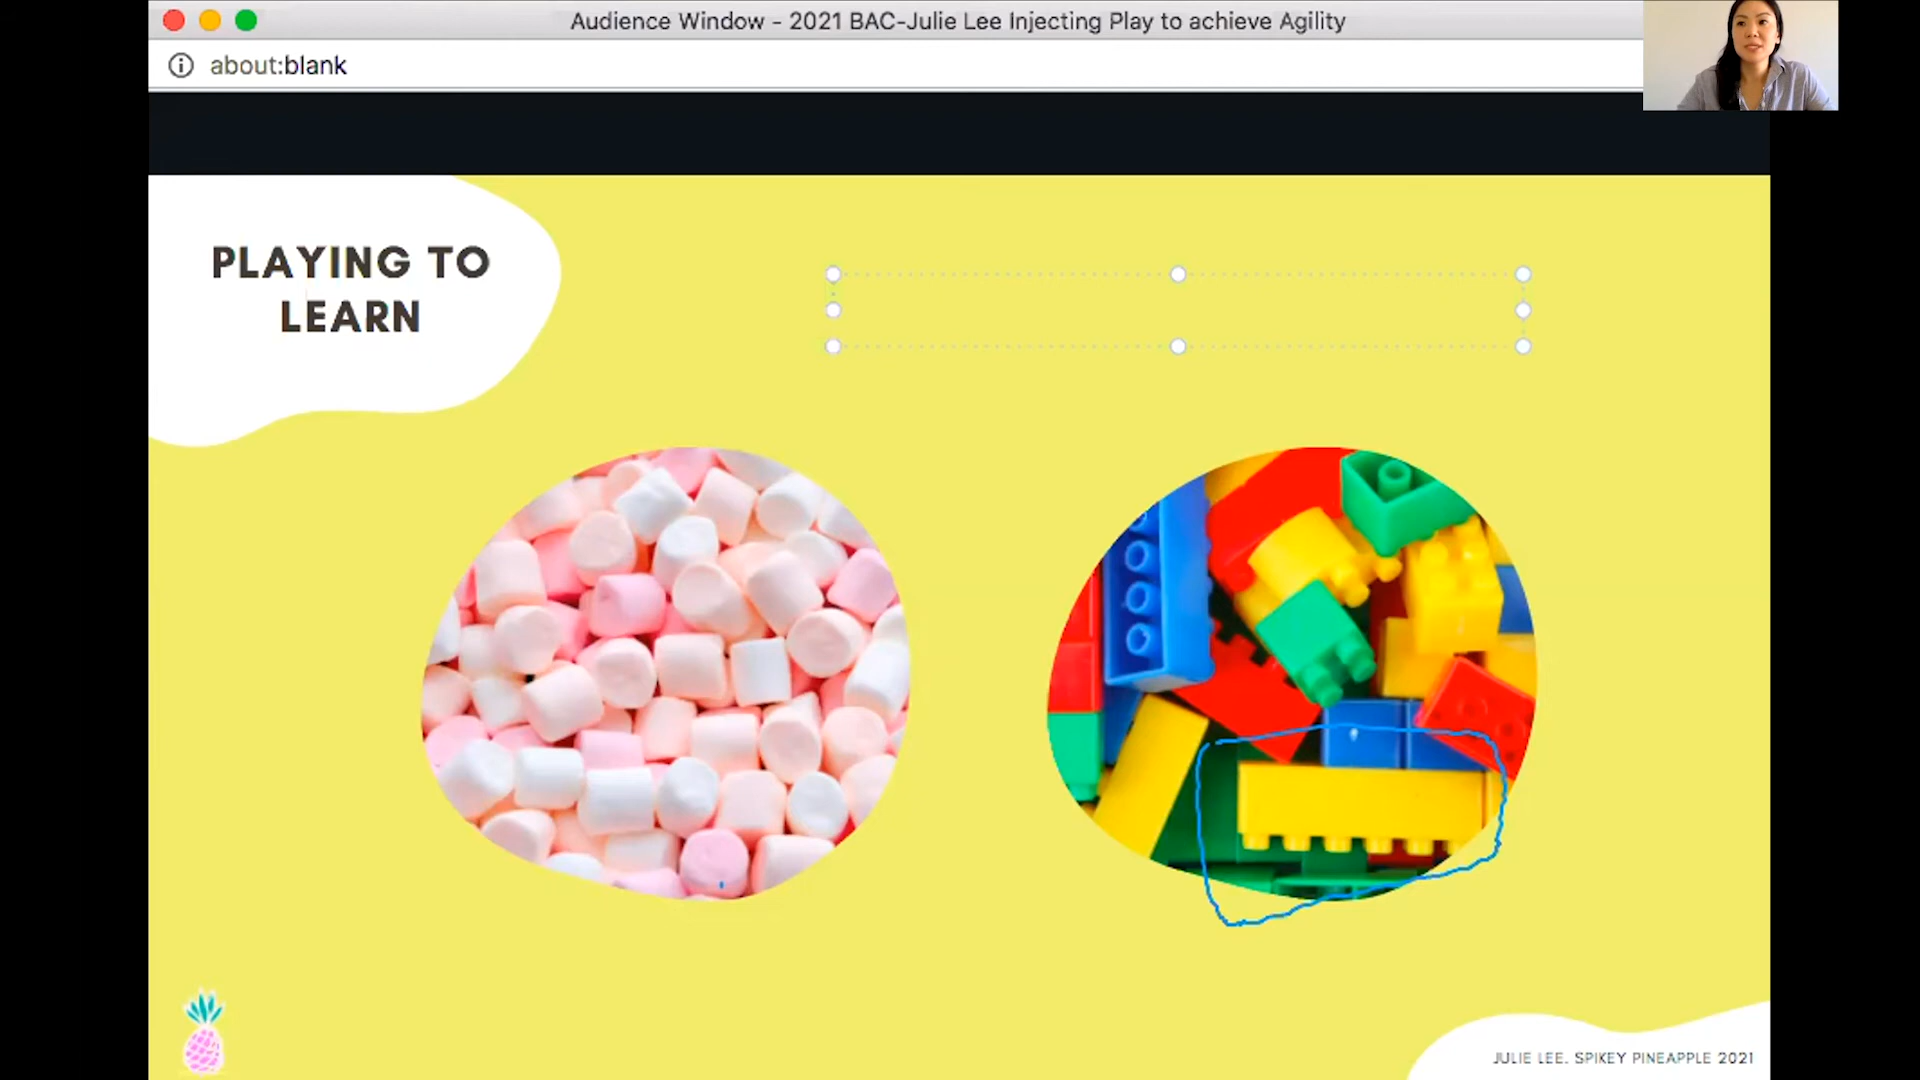 Audience Window - 2021 BAC-Julie Lee Injecting Play to achieve Agility
about:blank
PLAYING TO
LEARN
JULIE LEE. SPIKEY PINEAPPLE 2021